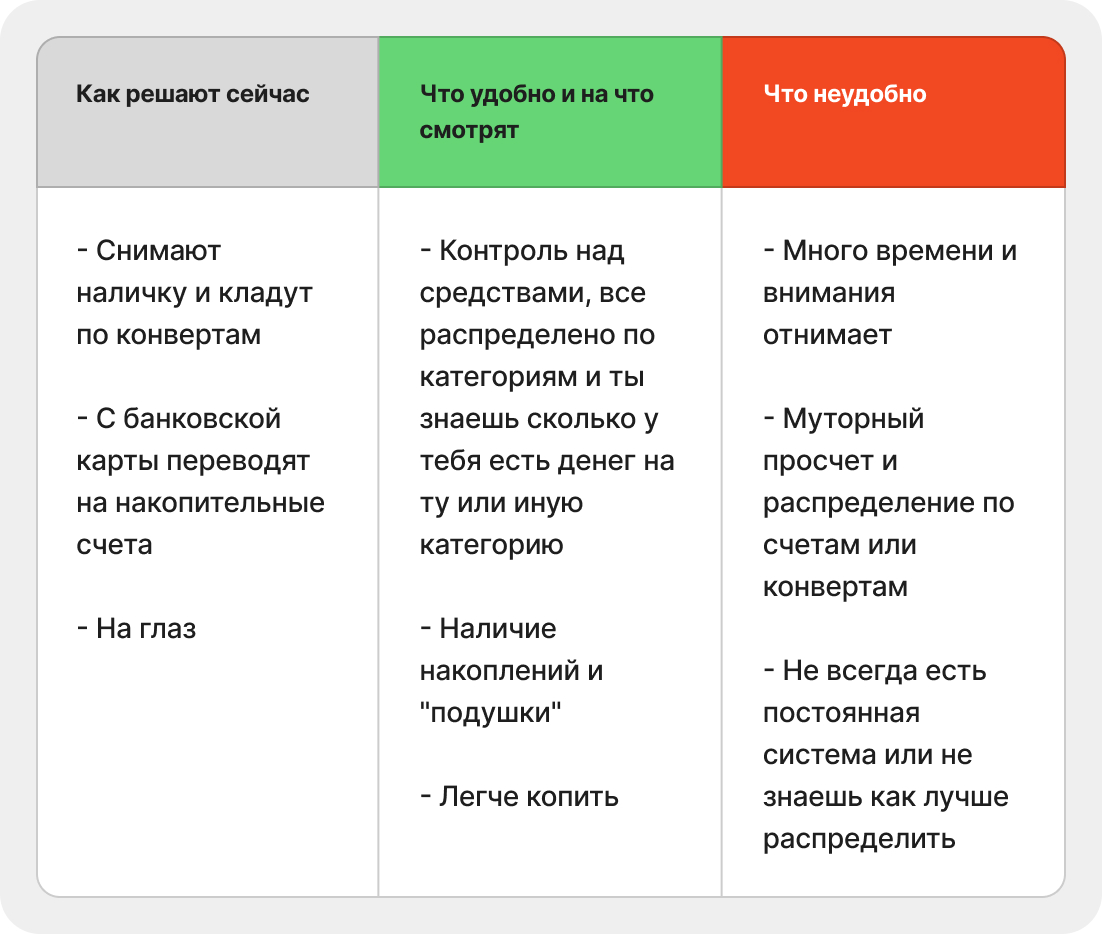 Как решают сейчас
Что удобно и на что
смотрят
Что неудобно
- Снимают
наличку и кладут
по конвертам
- С банковской
карты переводят
на накопительные
счета
- На глаз
- Контроль над
средствами, все
распределено по
категориям и ты
знаешь сколько у
тебя есть денег на
ту или иную
категорию
- Наличие
накоплений и
"подушки"
- Легче копить
- Много времени и
внимания
отнимает
- Муторный
просчет и
распределение по
счетам или
конвертам
- Не всегда есть
постоянная
система или не
знаешь как лучше
распределить